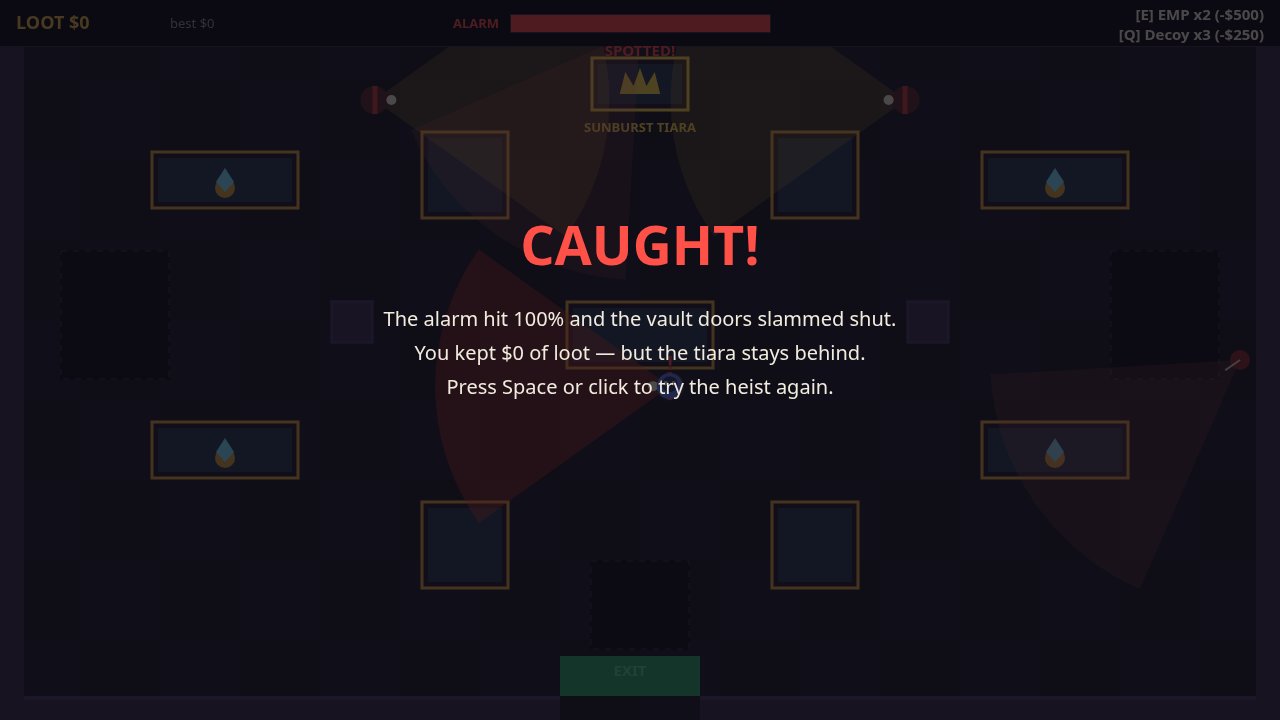 LOOT $0
best $0
ALARM
[E] EMP x2 (-$500)
[Q] Decoy x3 (-$250)
SPOTTED!
SUNBURST TIARA
CAUGHT!
The alarm hit 100% and the vault doors slammed shut.
You kept $0 of loot — but the tiara stays behind.
Press Space or click to try the heist again.
EXIT